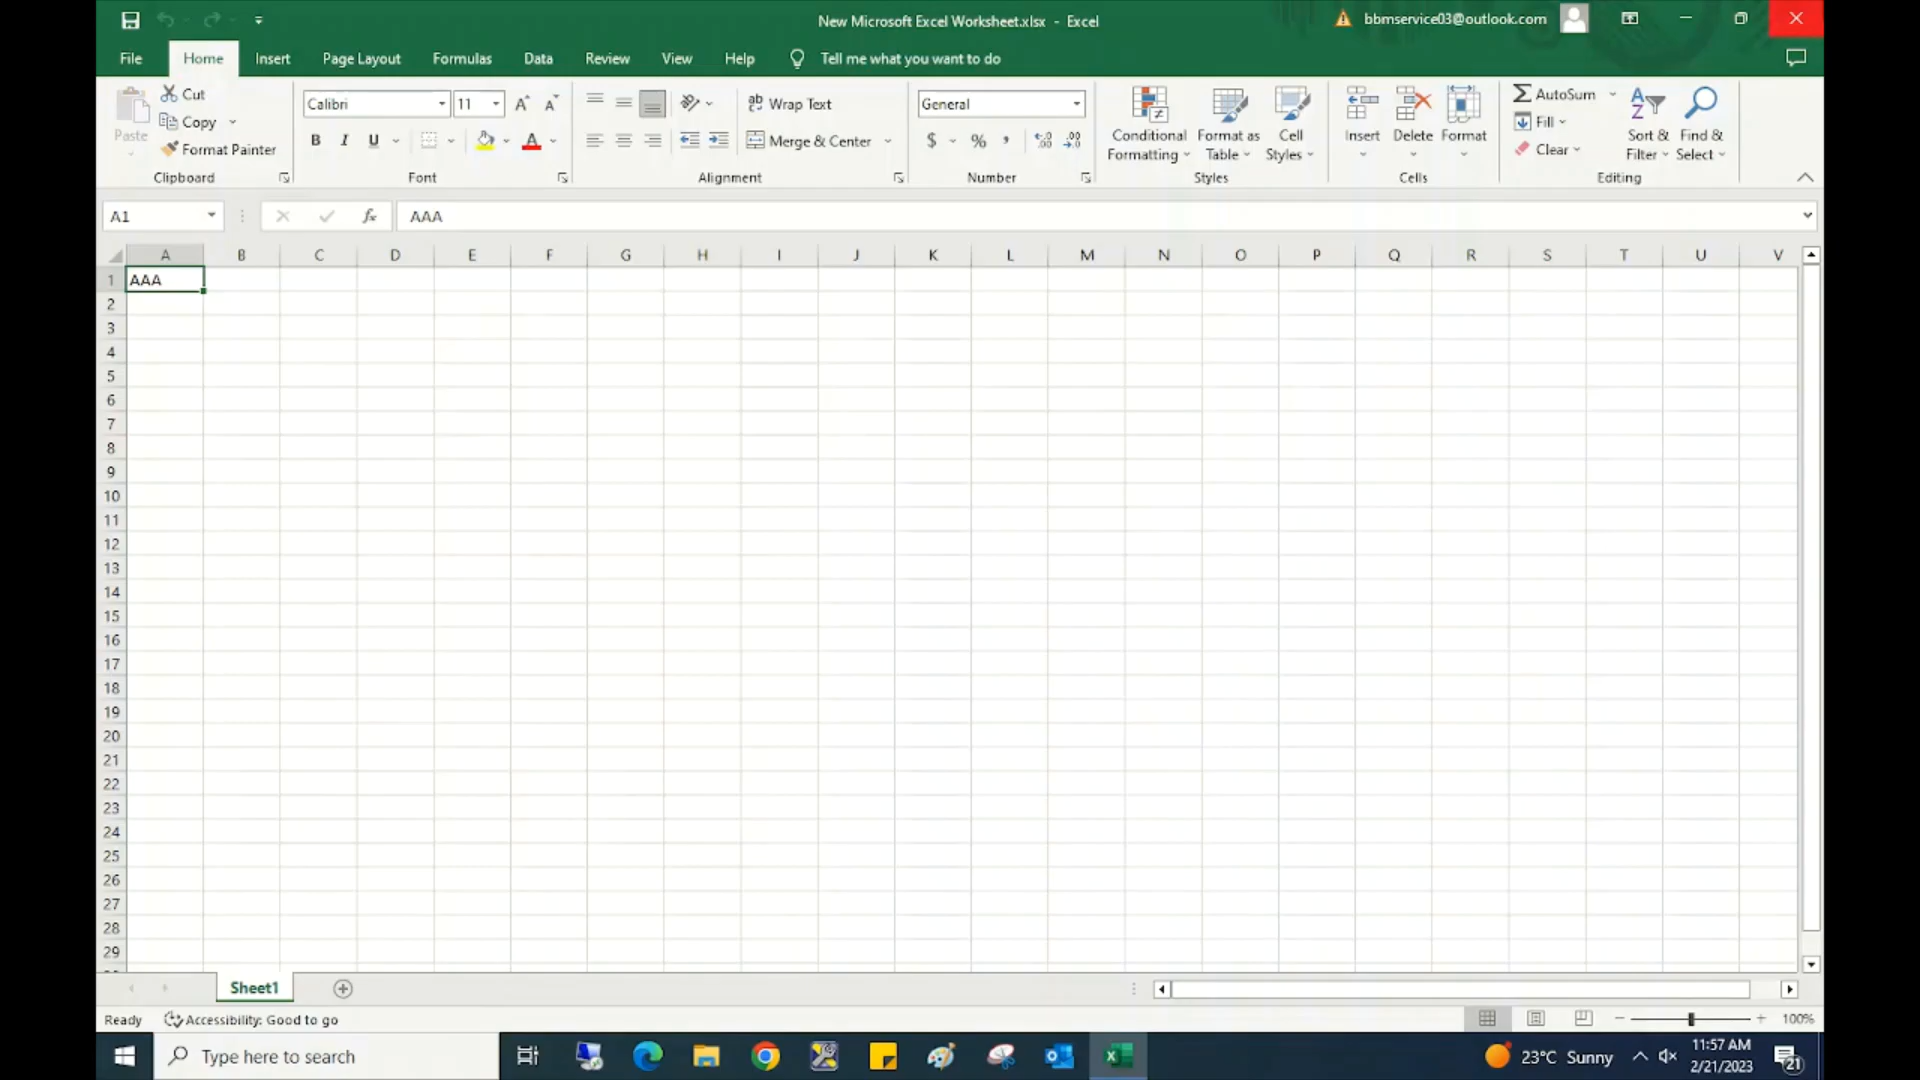 New Microsoft Excel Worksheet.xlsx - Excel
bbmservice03@outlook.com
File Home Insert Page Layout Formulas Data Review View Help Tell me what you want to do
Paste
Cut
Copy
Format Painter
Clipboard
Calibri 11
B I U
Font
Wrap Text
Merge & Center
Alignment
General
$ % ,
Number
Conditional Formatting
Format as Table
Cell Styles
Styles
Insert Delete Format
Cells
AutoSum
Fill
Clear
Sort & Filter
Find & Select
Editing
A1 fx AAA
A B C D E F G H I J K L M N O P Q R S T U V
1 AAA
2
3
4
5
6
7
8
9
10
11
12
13
14
15
16
17
18
19
20
21
22
23
24
25
26
27
28
29
Sheet1
Ready Accessibility: Good to go 100%
Type here to search
23°C Sunny
11:57 AM
2/21/2023
21